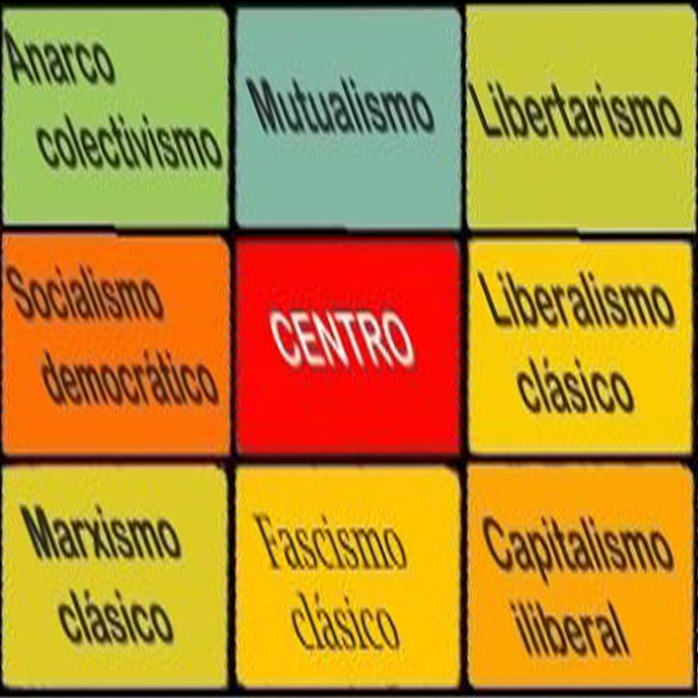 Anarco
colectivismo
Mutualismo
Libertarismo
Socialismo
democrático
CENTRO
Liberalismo
clásico
Marxismo
clásico
Fascismo
clásico
Capitalismo
iliberal